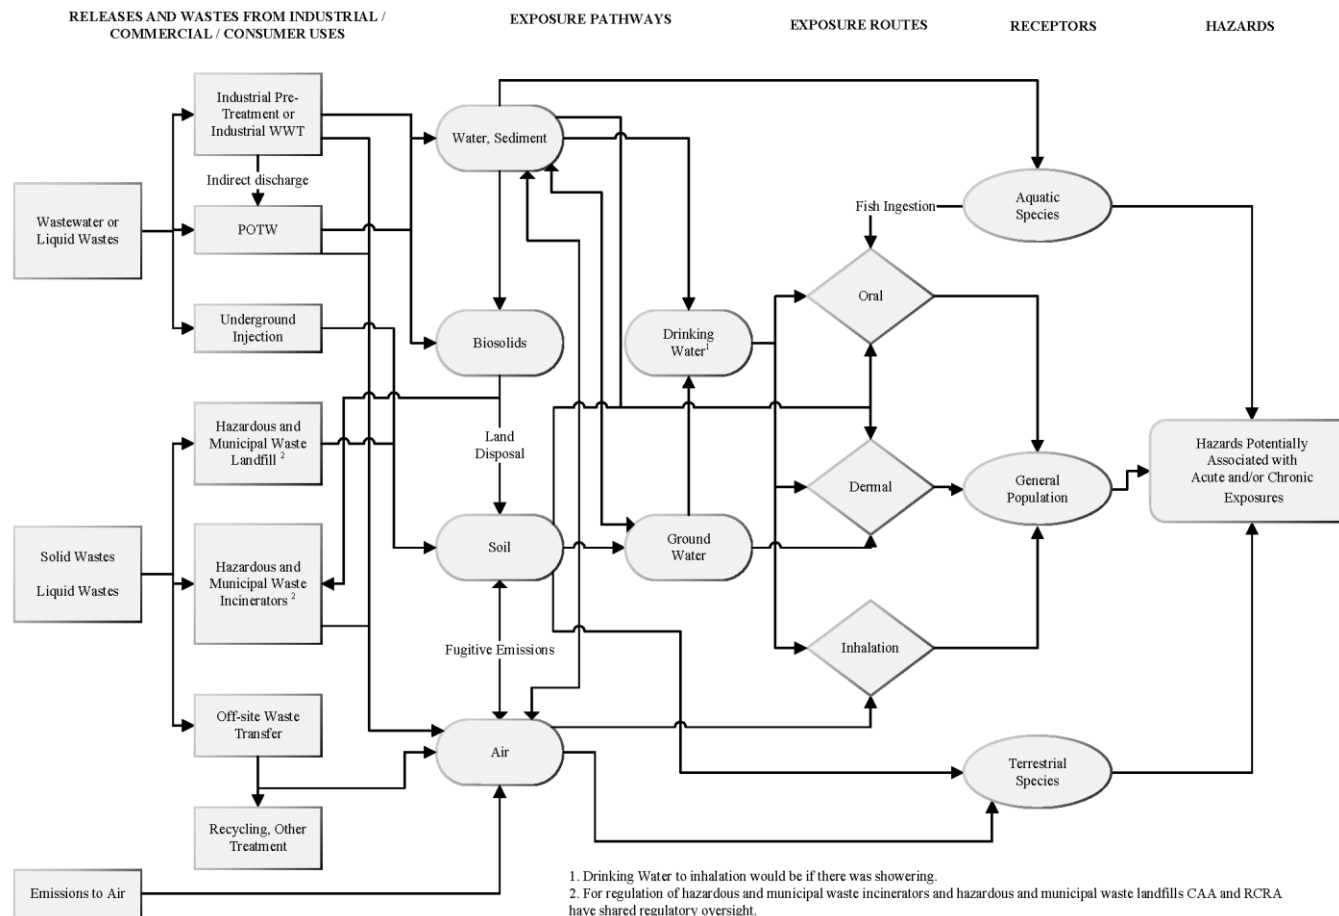 RELEASES AND WASTES FROM INDUSTRIAL /
COMMERCIAL / CONSUMER USES
EXPOSURE PATHWAYS
EXPOSURE ROUTES
RECEPTORS
HAZARDS
Industrial Pre-
Treatment or
Industrial WWT
Indirect discharge
Wastewater or
Liquid Wastes
POTW
Underground
Injection
Hazardous and
Municipal Waste
Landfill 2
Solid Wastes
Liquid Wastes
Hazardous and
Municipal Waste
Incinerators 2
Off-site Waste
Transfer
Recycling, Other
Treatment
Emissions to Air
Water, Sediment
Biosolids
Land
Disposal
Soil
Fugitive Emissions
Air
Drinking
Water1
Ground
Water
Fish Ingestion
Oral
Dermal
Inhalation
Aquatic
Species
General
Population
Terrestrial
Species
Hazards Potentially
Associated with
Acute and/or Chronic
Exposures
1. Drinking Water to inhalation would be if there was showering.
2. For regulation of hazardous and municipal waste incinerators and hazardous and municipal waste landfills CAA and RCRA
have shared regulatory oversight.